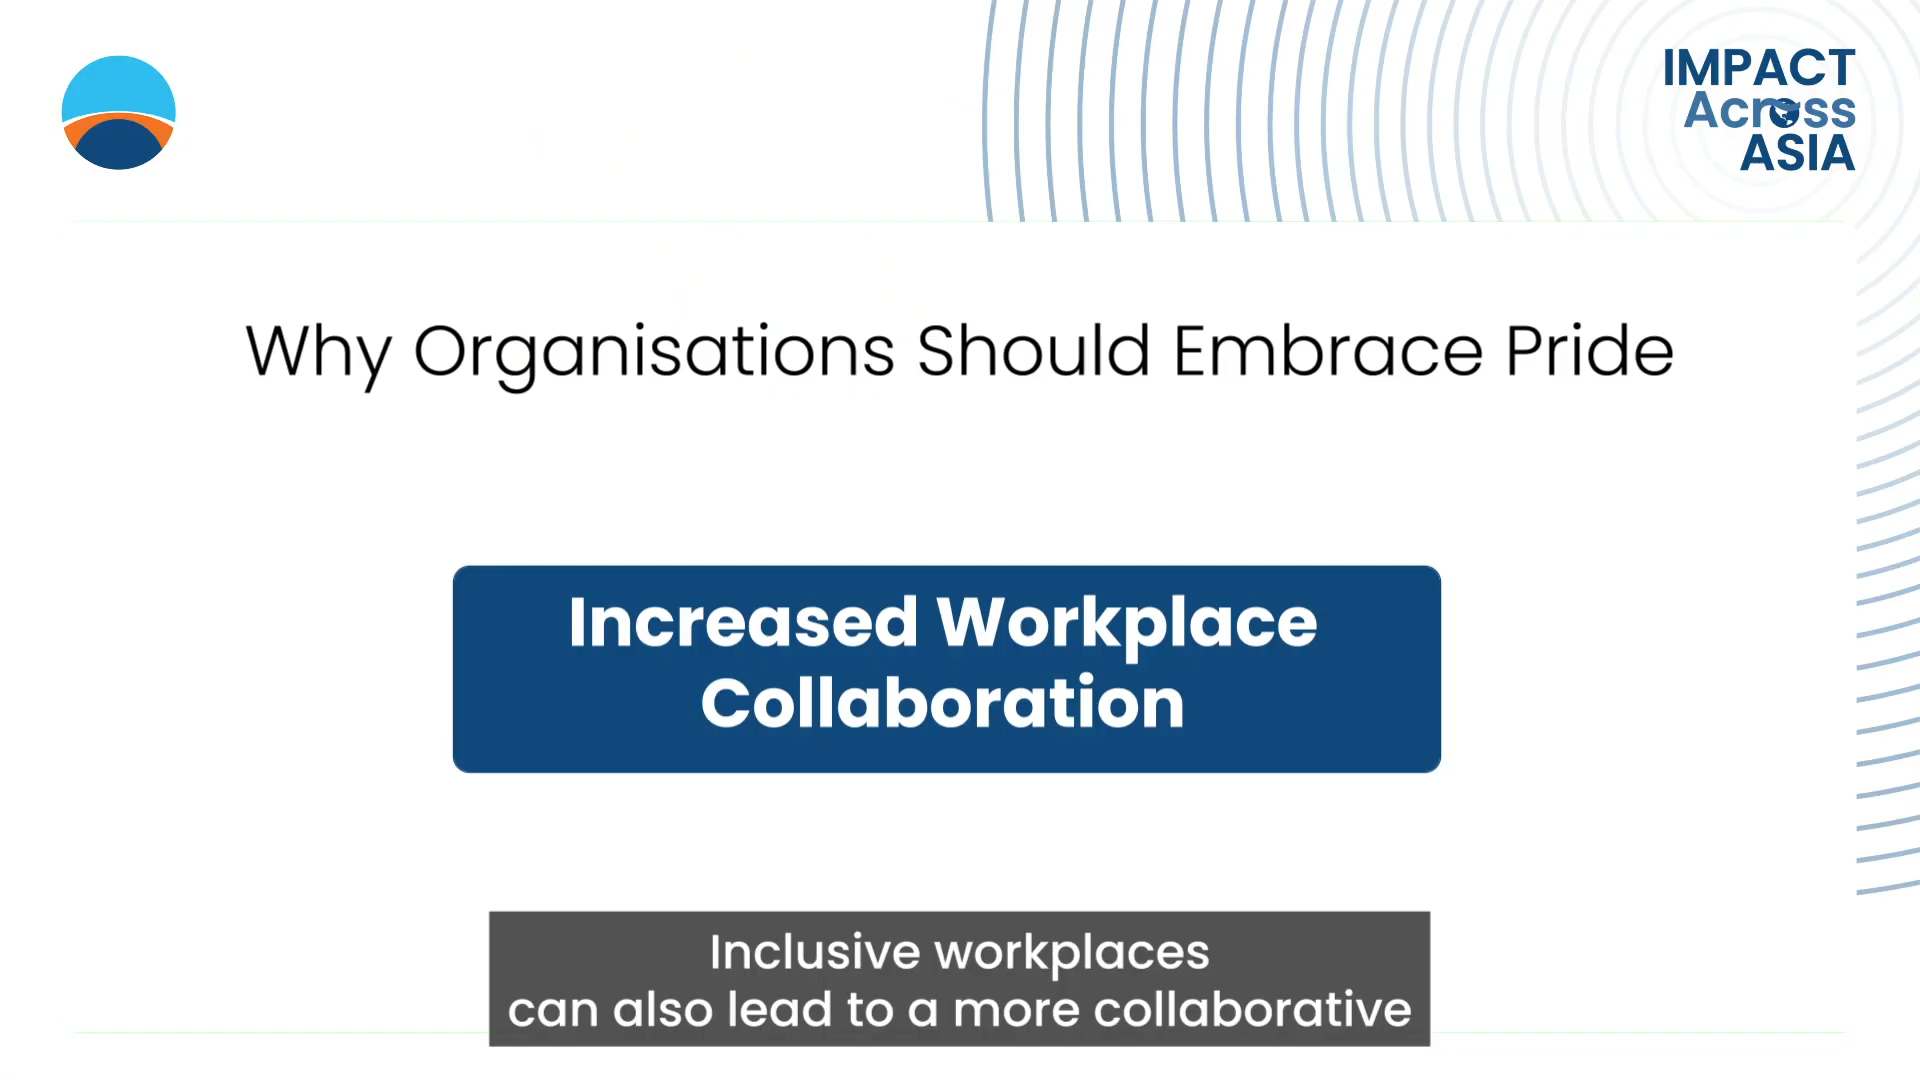 IMPACT
Across
ASIA
Why Organisations Should Embrace Pride
Increased Workplace
Collaboration
Inclusive workplaces
can also lead to a more collaborative